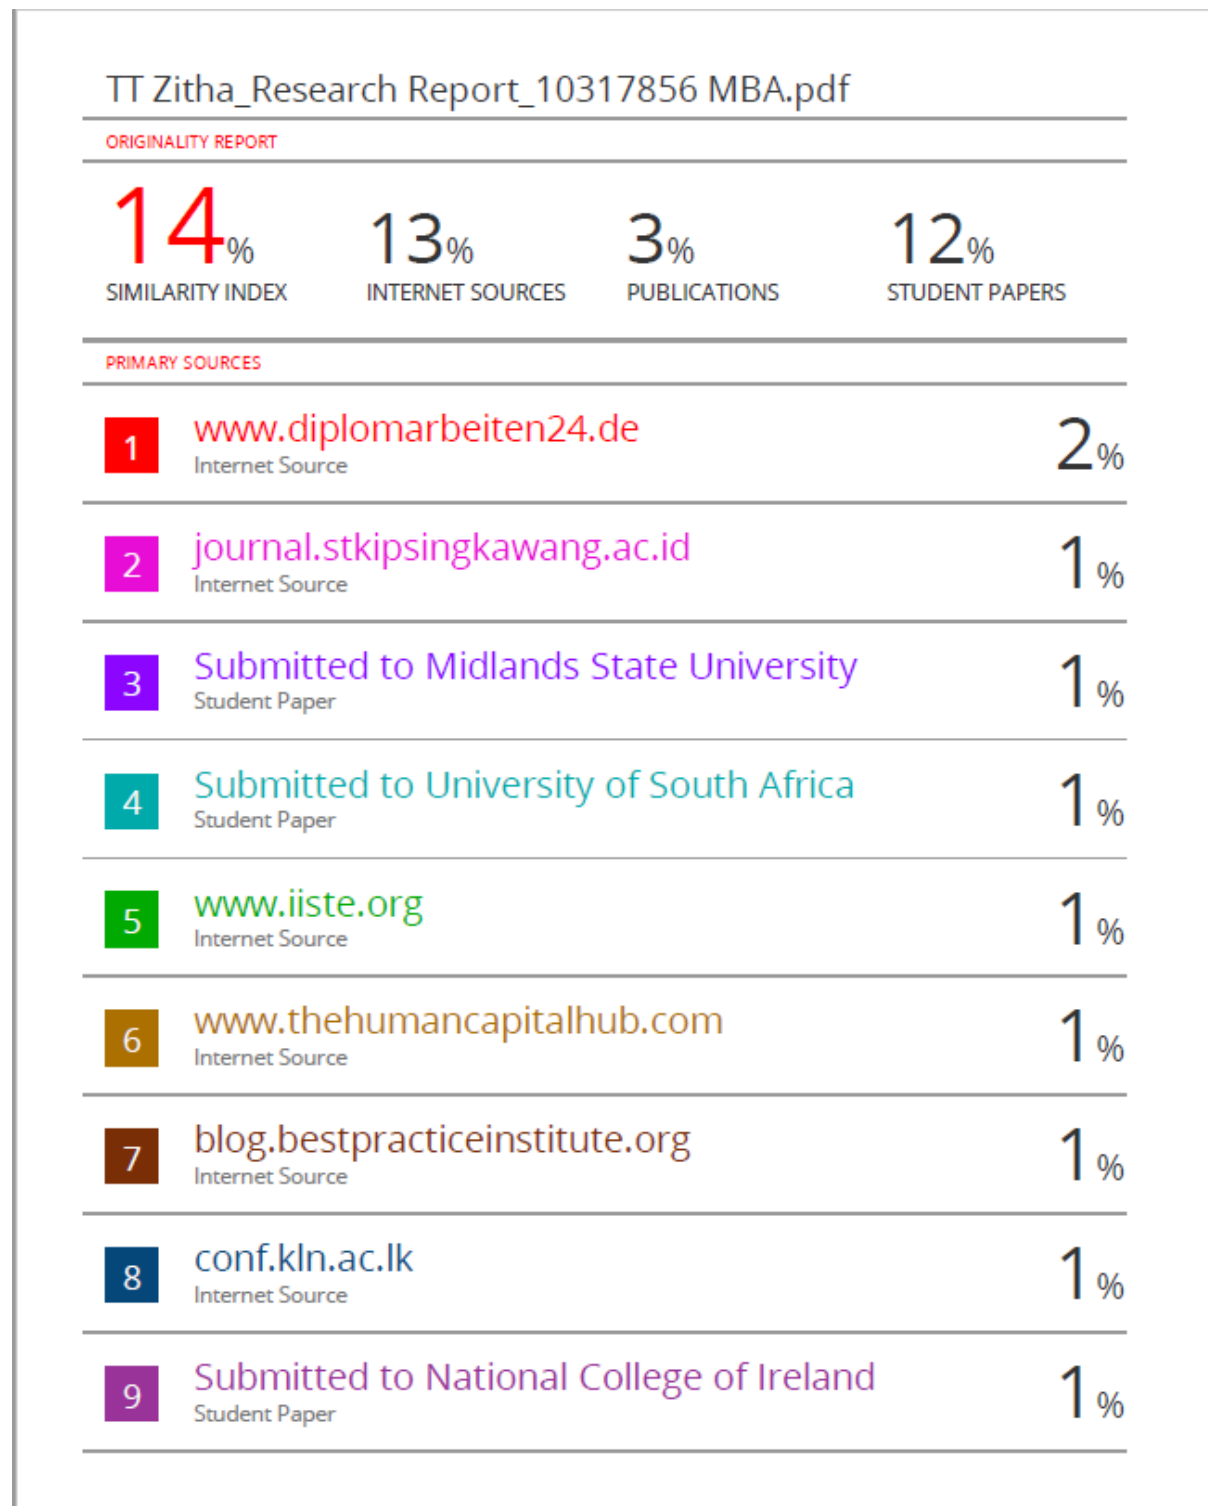 TT Zitha_Research Report_10317856 MBA.pdf
ORIGINALITY REPORT
14% 13% 3% 12%
SIMILARITY INDEX INTERNET SOURCES PUBLICATIONS STUDENT PAPERS
PRIMARY SOURCES
1 www.diplomarbeiten24.de 2%
Internet Source
2 journal.stkipsingkawang.ac.id 1%
Internet Source
3 Submitted to Midlands State University 1%
Student Paper
4 Submitted to University of South Africa 1%
Student Paper
5 www.iiste.org 1%
Internet Source
6 www.thehumancapitalhub.com 1%
Internet Source
7 blog.bestpracticeinstitute.org 1%
Internet Source
8 conf.kln.ac.lk 1%
Internet Source
9 Submitted to National College of Ireland 1%
Student Paper